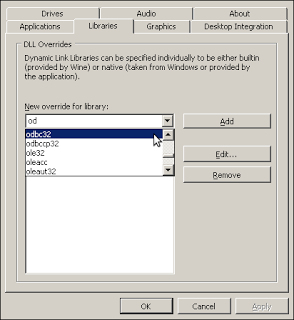 Drives Audio About
Applications Libraries Graphics Desktop Integration
DLL Overrides
Dynamic Link Libraries can be specified individually to be either builtin
(provided by Wine) or native (taken from Windows or provided by
the application).
New override for library:
od Add
odbc32
odbccp32
ole32
oleacc
oleaut32
Edit...
Remove
OK Cancel Apply